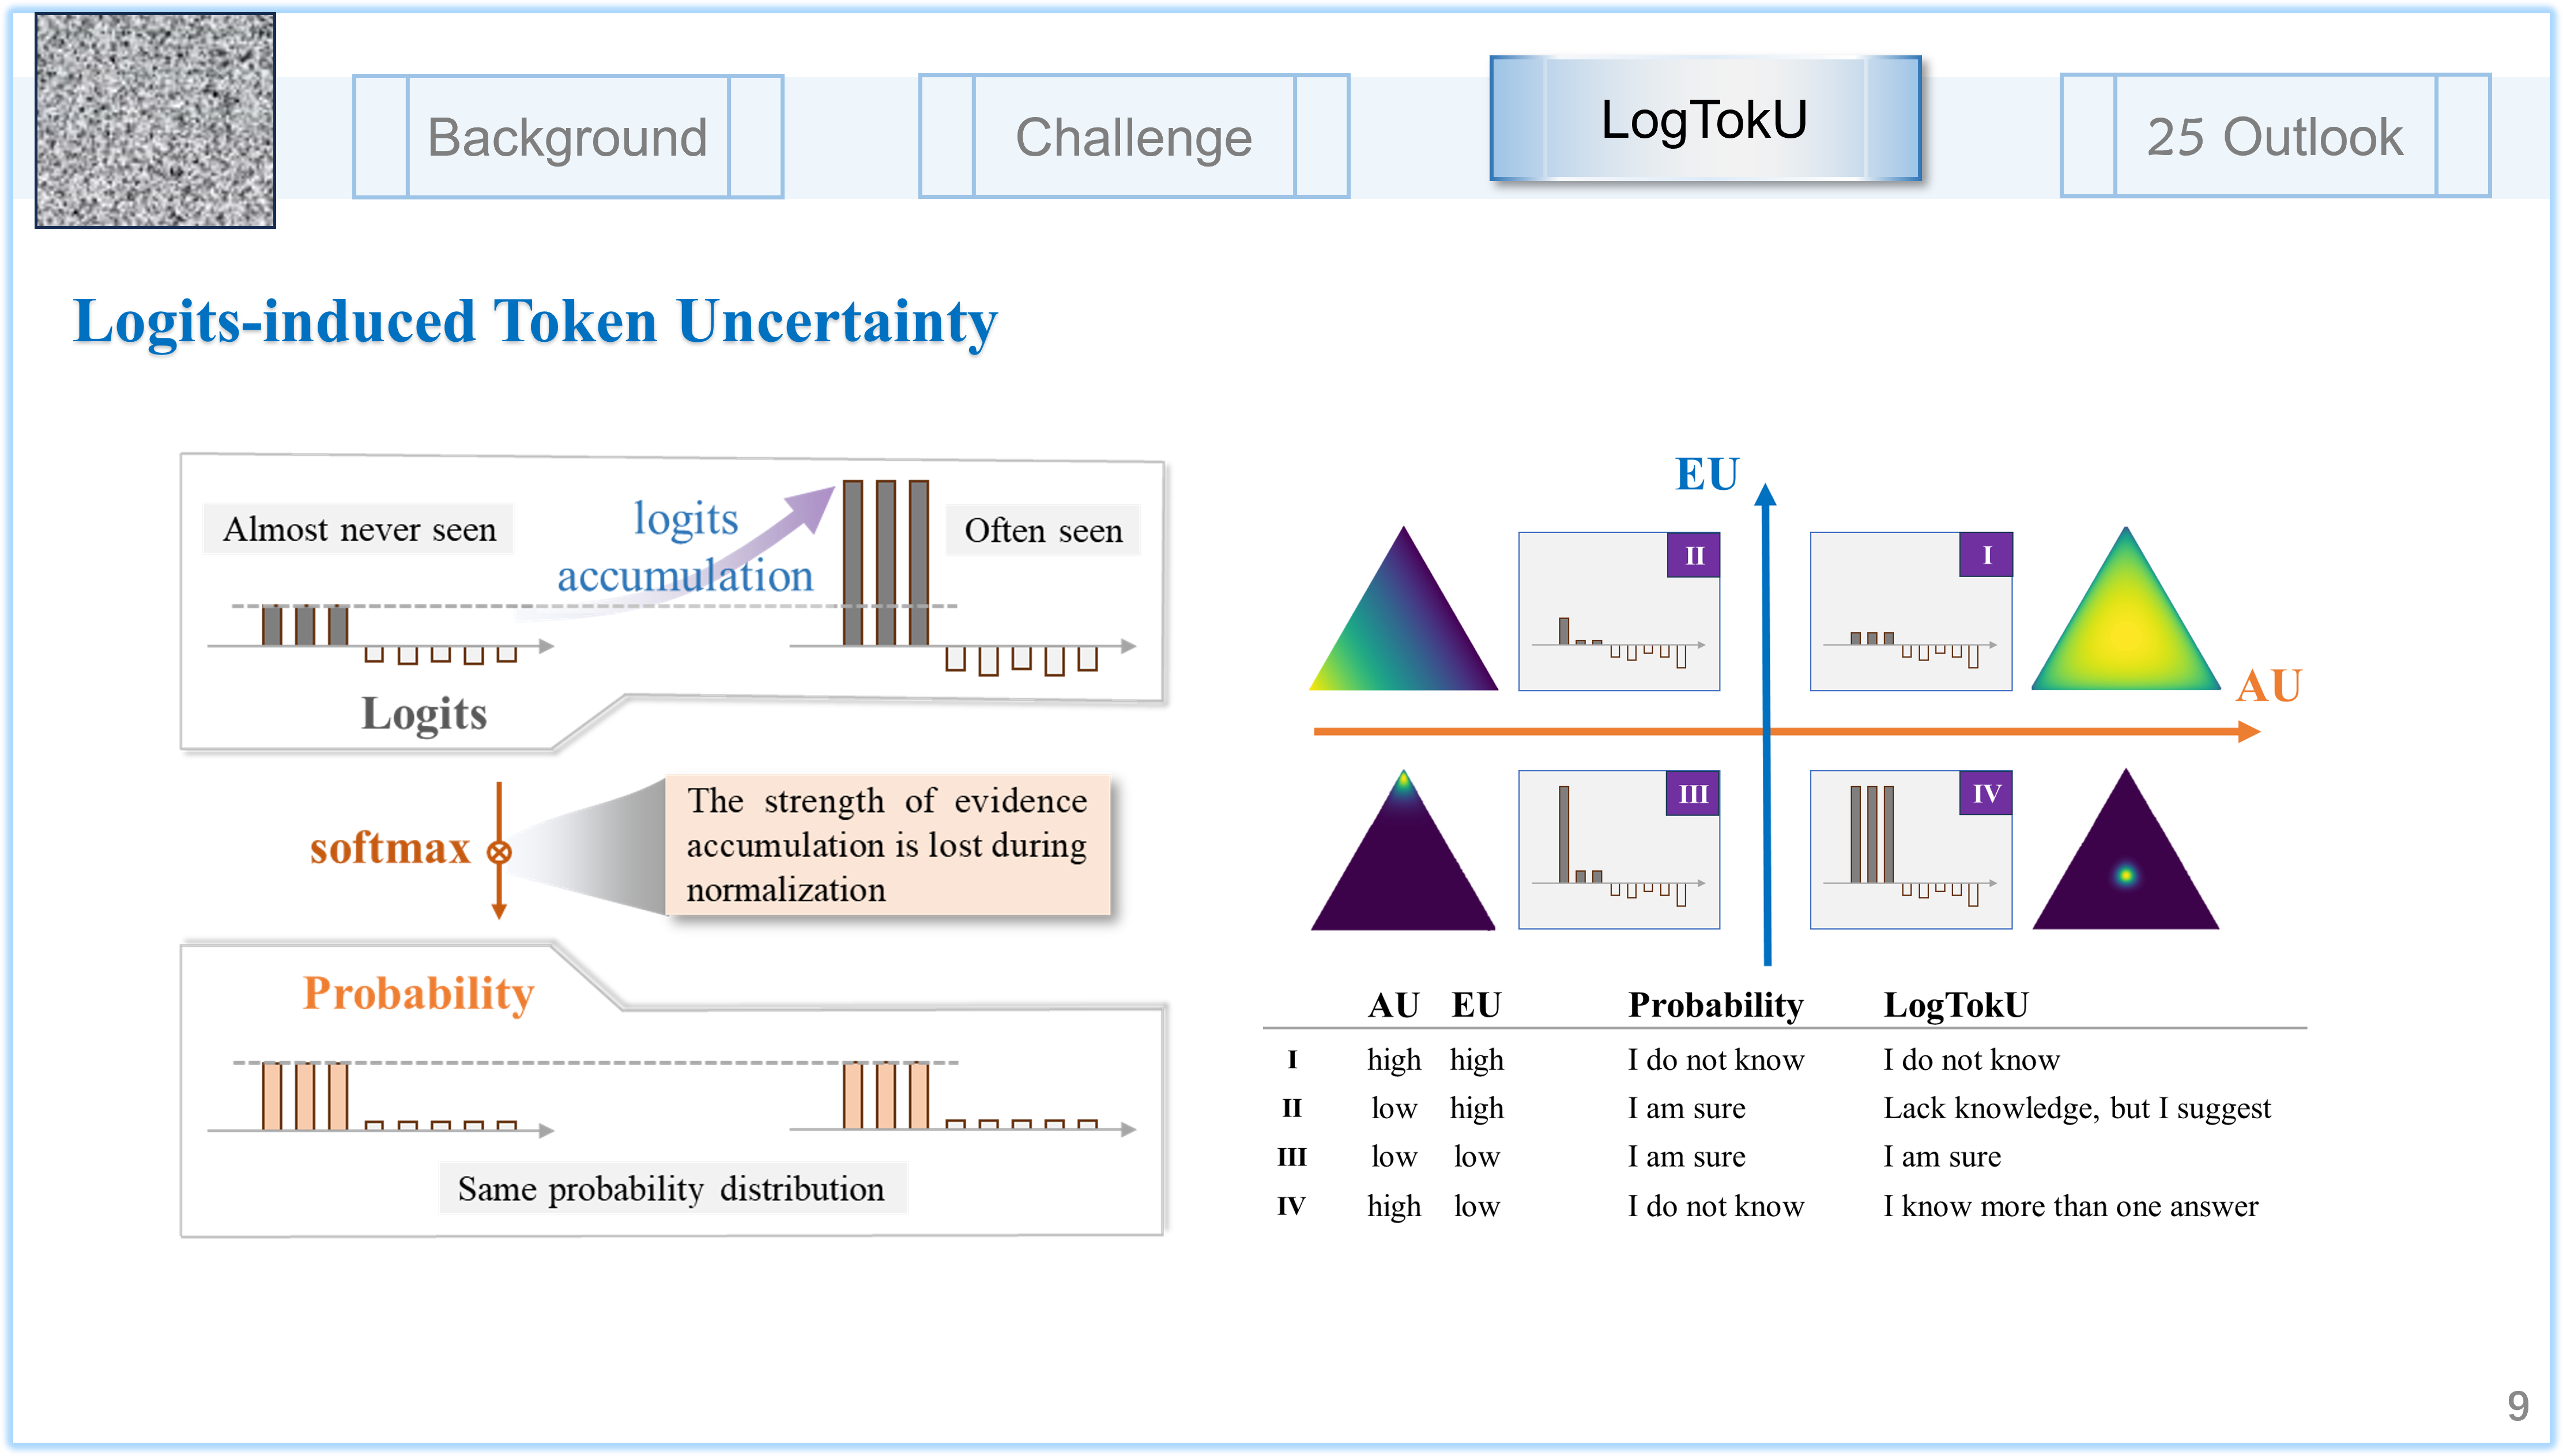 Background
Challenge
LogTokU
25 Outlook
Logits-induced Token Uncertainty
Almost never seen
logits
accumulation
Often seen
Logits
softmax
The strength of evidence
accumulation is lost during
normalization
Probability
Same probability distribution
EU
II
I
AU
III
IV
AU EU Probability LogTokU
I high high I do not know I do not know
II low high I am sure Lack knowledge, but I suggest
III low low I am sure I am sure
IV high low I do not know I know more than one answer
9